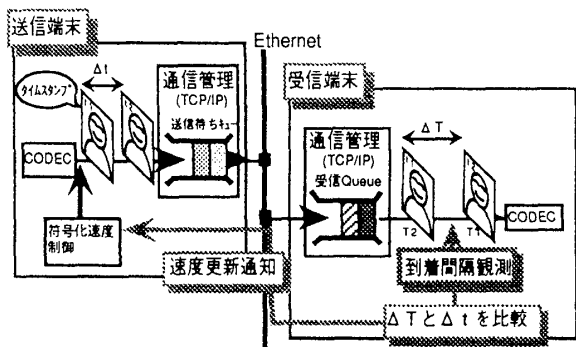 送信端末
Ethernet
タイムスタンプ
Δt
通信管理
(TCP/IP)
送信待ちキュー
CODEC
符号化速度
制御
速度更新通知
受信端末
通信管理
(TCP/IP)
受信Queue
ΔT
T2
T1
CODEC
到着間隔観測
ΔTとΔtを比較